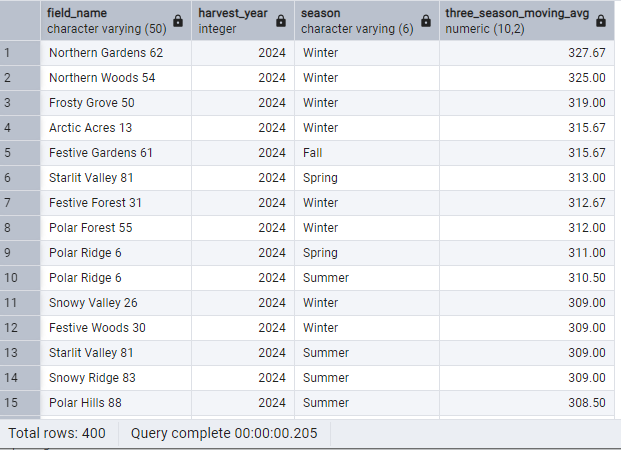 field_name harvest_year season three_season_moving_avg
character varying (50) integer character varying (6) numeric (10,2)
1 Northern Gardens 62 2024 Winter 327.67
2 Northern Woods 54 2024 Winter 325.00
3 Frosty Grove 50 2024 Winter 319.00
4 Arctic Acres 13 2024 Winter 315.67
5 Festive Gardens 61 2024 Fall 315.67
6 Starlit Valley 81 2024 Spring 313.00
7 Festive Forest 31 2024 Winter 312.67
8 Polar Forest 55 2024 Winter 312.00
9 Polar Ridge 6 2024 Spring 311.00
10 Polar Ridge 6 2024 Summer 310.50
11 Snowy Valley 26 2024 Winter 309.00
12 Festive Woods 30 2024 Winter 309.00
13 Starlit Valley 81 2024 Summer 309.00
14 Snowy Ridge 83 2024 Summer 309.00
15 Polar Hills 88 2024 Summer 308.50
Total rows: 400 Query complete 00:00:00.205